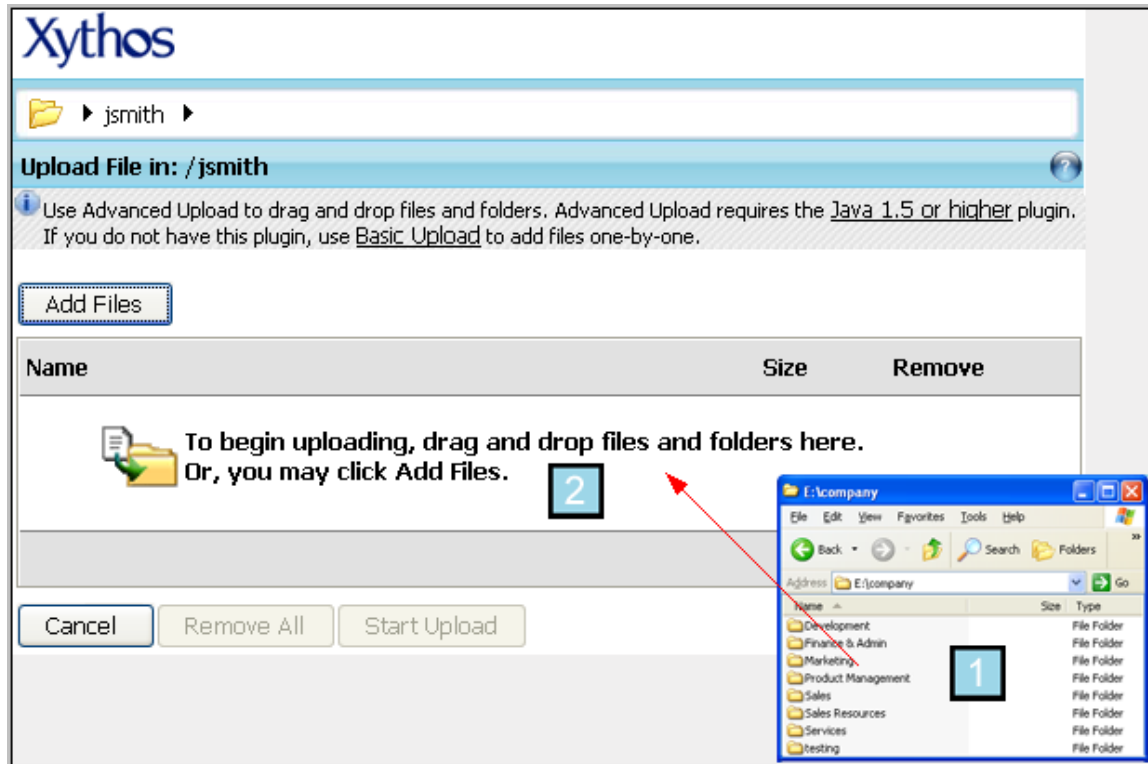 Xythos
jsmith
Upload File in: /jsmith
?
i
Use Advanced Upload to drag and drop files and folders. Advanced Upload requires the Java 1.5 or higher plugin.
If you do not have this plugin, use Basic Upload to add files one-by-one.
Add Files
Name Size Remove
To begin uploading, drag and drop files and folders here.
Or, you may click Add Files.
2
Cancel Remove All Start Upload
E:\company
File Edit View Favorites Tools Help
»
Back Search Folders
Address E:\company Go
Name Size Type
Development File Folder
Finance & Admin File Folder
Marketing File Folder
Product Management File Folder
Sales File Folder
Sales Resources File Folder
Services File Folder
testing File Folder
1